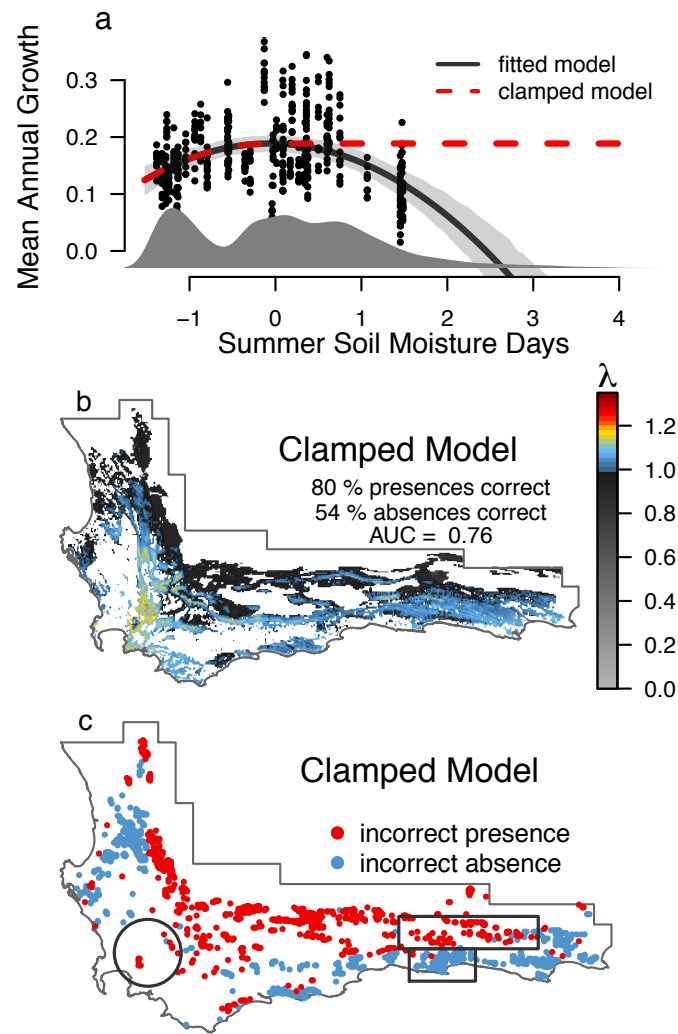 a
Mean Annual Growth
0.3
0.2
0.1
0.0
fitted model
clamped model
−1 0 1 2 3 4
Summer Soil Moisture Days
b
Clamped Model
80 % presences correct
54 % absences correct
AUC = 0.76
λ
1.2
1.0
0.8
0.6
0.4
0.2
0.0
c
Clamped Model
incorrect presence
incorrect absence